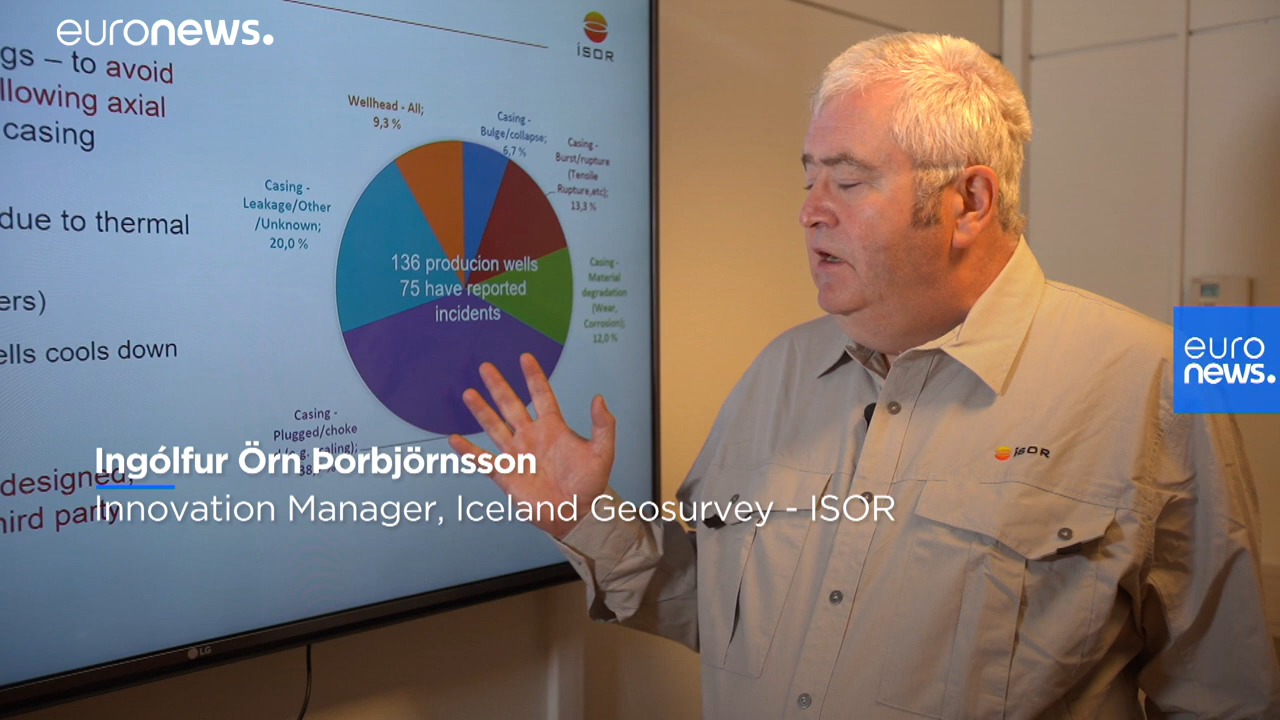 euronews.
ÍSOR
gs – to avoid
llowing axial
casing
due to thermal
ers)
ells cools down
designed,
hird party
Wellhead - All;
9,3 %
Casing -
Bulge/collapse;
6,7 %
Casing -
Burst/rupture
(Tensile
Rupture,etc);
13,3 %
Casing -
Leakage/Other
/Unknown;
20,0 %
136 producion wells
75 have reported
incidents
Casing -
Material
degradation
(Wear,
Corrosion);
12,0 %
Casing -
Plugged/choke
Ingólfur Örn Þorbjörnsson
Innovation Manager, Iceland Geosurvey - ISOR
euro
news.
ÍSOR
LG